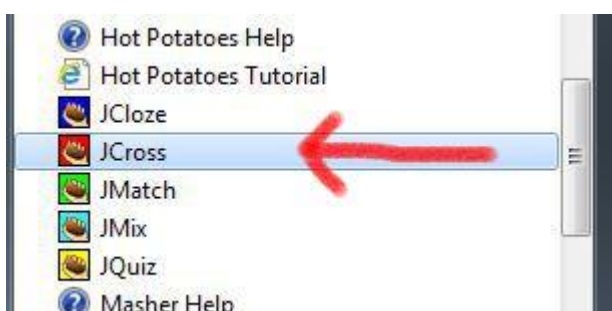 Hot Potatoes Help
Hot Potatoes Tutorial
JCloze
JCross
JMatch
JMix
JQuiz
Masher Help